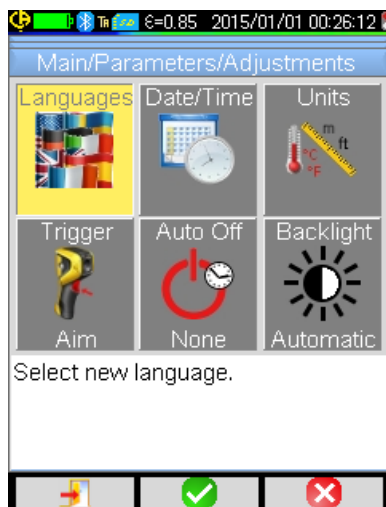 ε=0.85 2015/01/01 00:26:12
Main/Parameters/Adjustments
Languages Date/Time Units
m
ft
°C
°F
Trigger Auto Off Backlight
Aim None Automatic
Select new language.